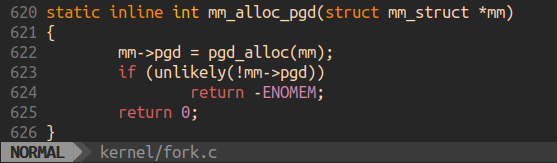 620 static inline int mm_alloc_pgd(struct mm_struct *mm)
621 {
622         mm->pgd = pgd_alloc(mm);
623         if (unlikely(!mm->pgd))
624                 return -ENOMEM;
625         return 0;
626 }
NORMAL kernel/fork.c